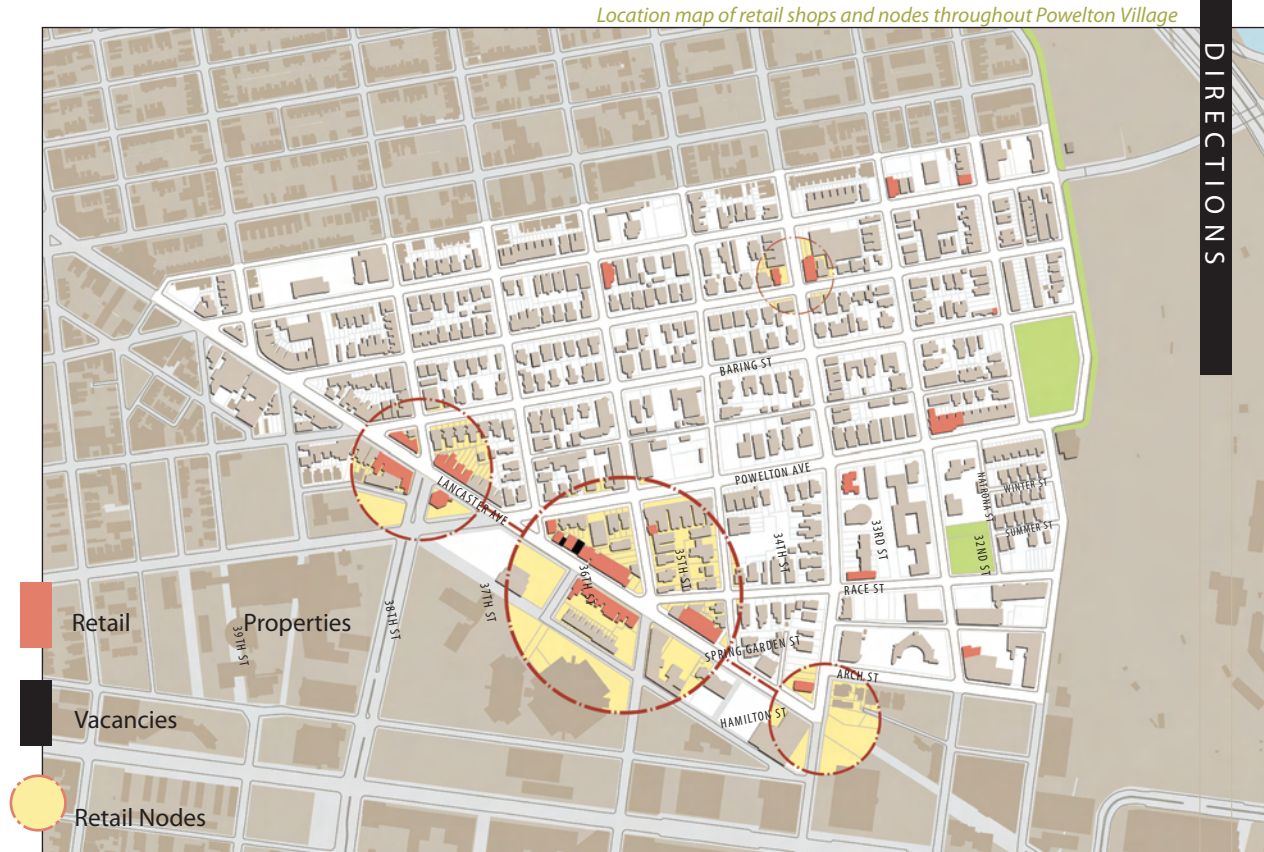 Location map of retail shops and nodes throughout Powelton Village
DIRECTIONS
BARING ST
POWELTON AVE
LANCASTER AVE
NATRONA ST
WINTER ST
SUMMER ST
32ND ST
33RD ST
34TH ST
35TH ST
36TH ST
37TH ST
38TH ST
39TH ST
RACE ST
SPRING GARDEN ST
ARCH ST
HAMILTON ST
Retail Properties
Vacancies
Retail Nodes